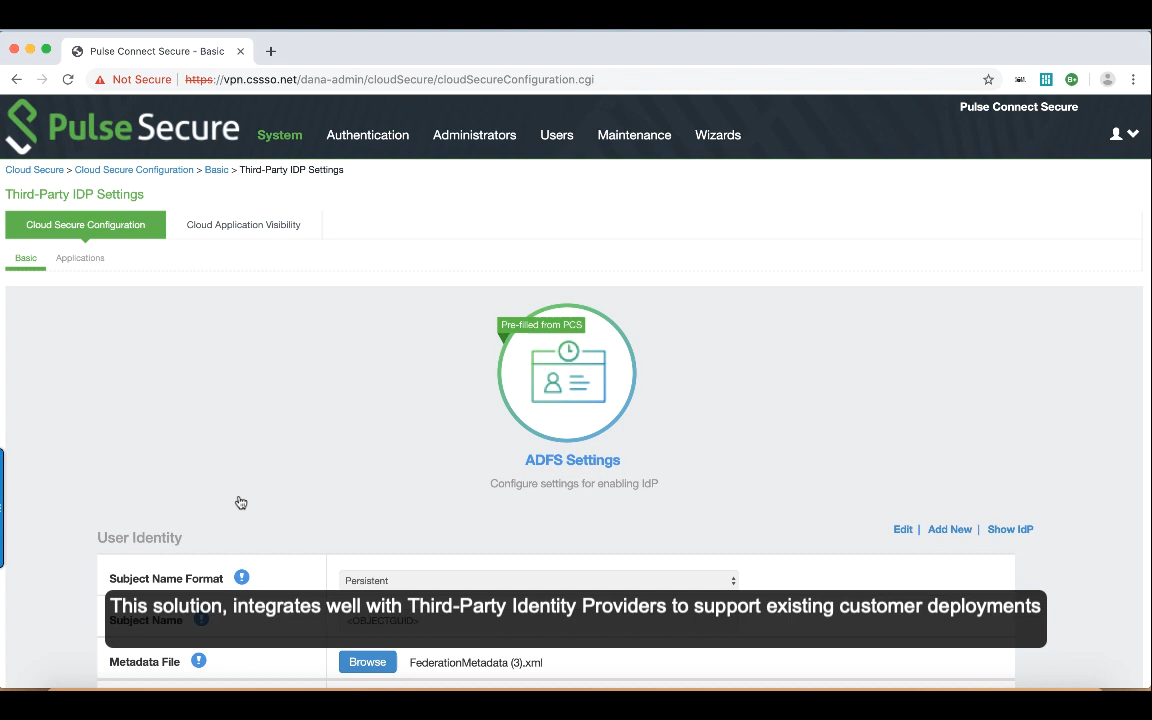 Pulse Connect Secure - Basic
Not Secure | https://vpn.cssso.net/dana-admin/cloudSecure/cloudSecureConfiguration.cgi
Pulse Connect Secure
Pulse Secure
System Authentication Administrators Users Maintenance Wizards
Cloud Secure > Cloud Secure Configuration > Basic > Third-Party IDP Settings
Third-Party IDP Settings
Cloud Secure Configuration Cloud Application Visibility
Basic Applications
Pre-filled from PCS
ADFS Settings
Configure settings for enabling IdP
Edit | Add New | Show IdP
User Identity
Subject Name Format Persistent
This solution, integrates well with Third-Party Identity Providers to support existing customer deployments
Subject Name <OBJECTGUID>
Metadata File Browse FederationMetadata (3).xml